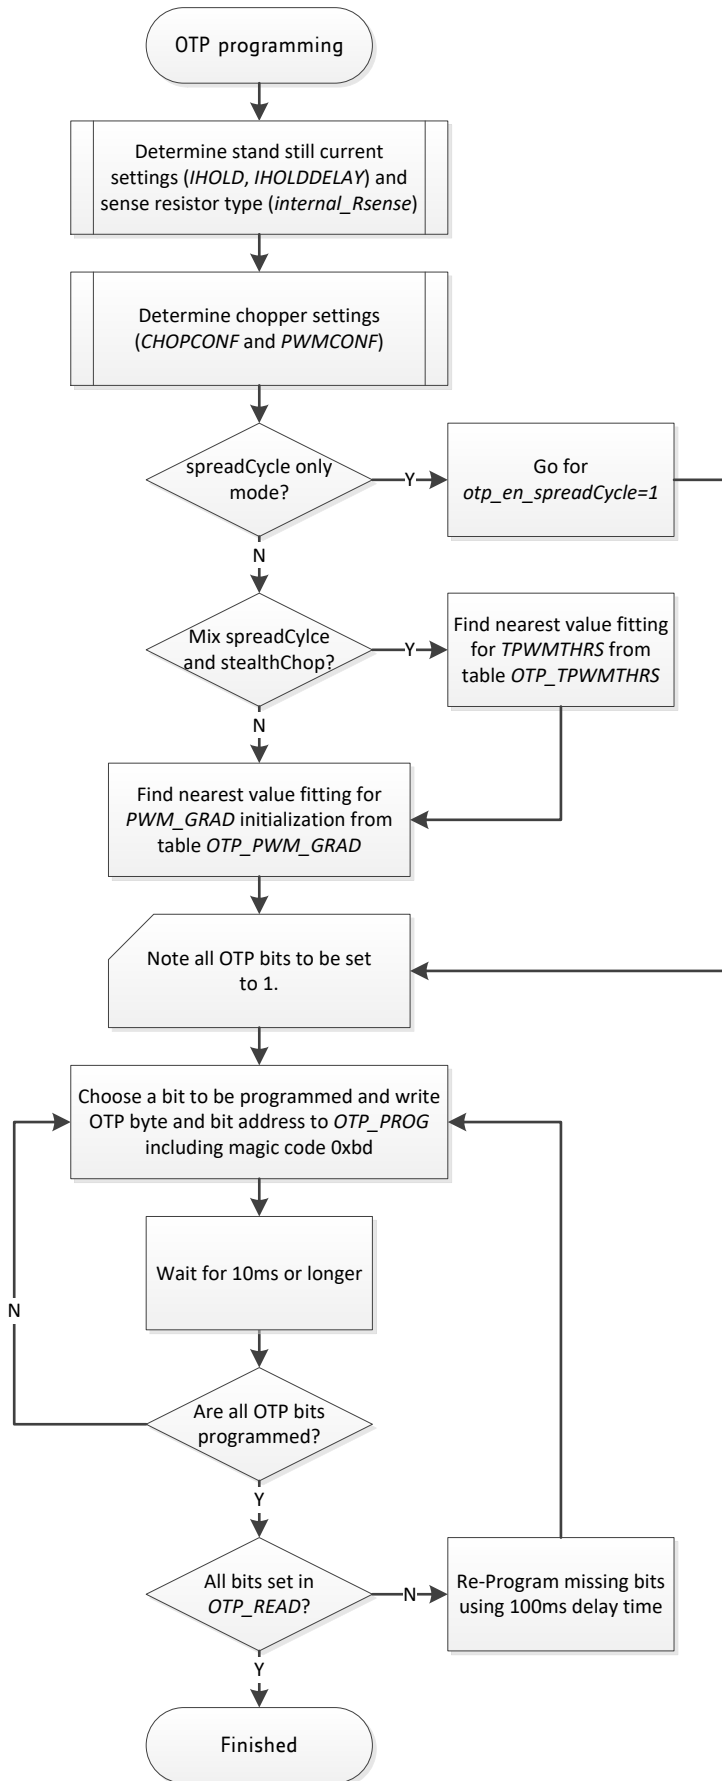 OTP programming
Determine stand still current
settings (IHOLD, IHOLDDELAY) and
sense resistor type (internal_Rsense)
Determine chopper settings
(CHOPCONF and PWMCONF)
spreadCycle only
mode?
Y
Go for
otp_en_spreadCycle=1
N
Mix spreadCylce
and stealthChop?
Y
Find nearest value fitting
for TPWMTHRS from
table OTP_TPWMTHRS
N
Find nearest value fitting for
PWM_GRAD initialization from
table OTP_PWM_GRAD
Note all OTP bits to be set
to 1.
Choose a bit to be programmed and write
OTP byte and bit address to OTP_PROG
including magic code 0xbd
Wait for 10ms or longer
N
Are all OTP bits
programmed?
Y
All bits set in
OTP_READ?
N
Re-Program missing bits
using 100ms delay time
Y
Finished